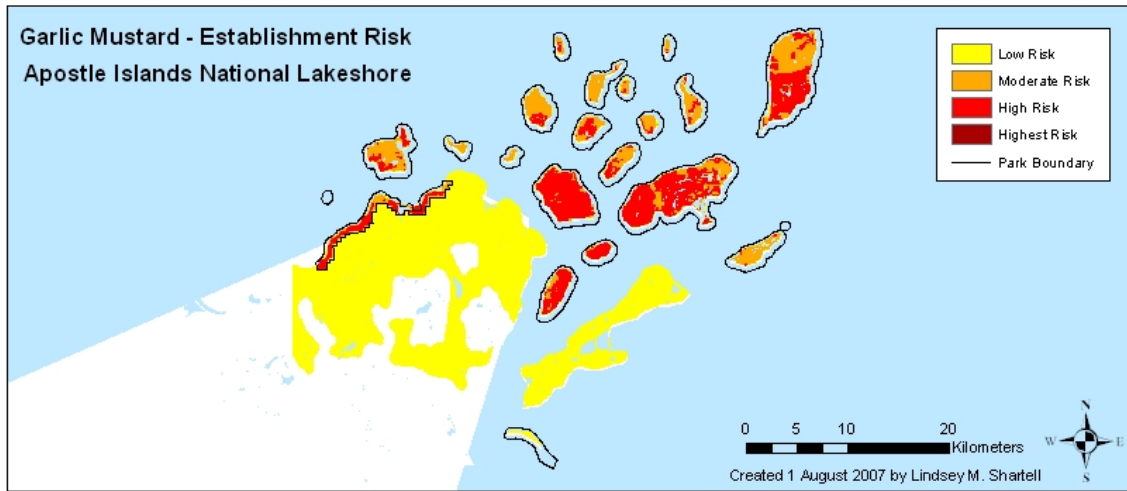 Garlic Mustard - Establishment Risk
Apostle Islands National Lakeshore
Low Risk
Moderate Risk
High Risk
Highest Risk
Park Boundary
0 5 10 20
Kilometers
N
W E
S
Created 1 August 2007 by Lindsey M. Shartell